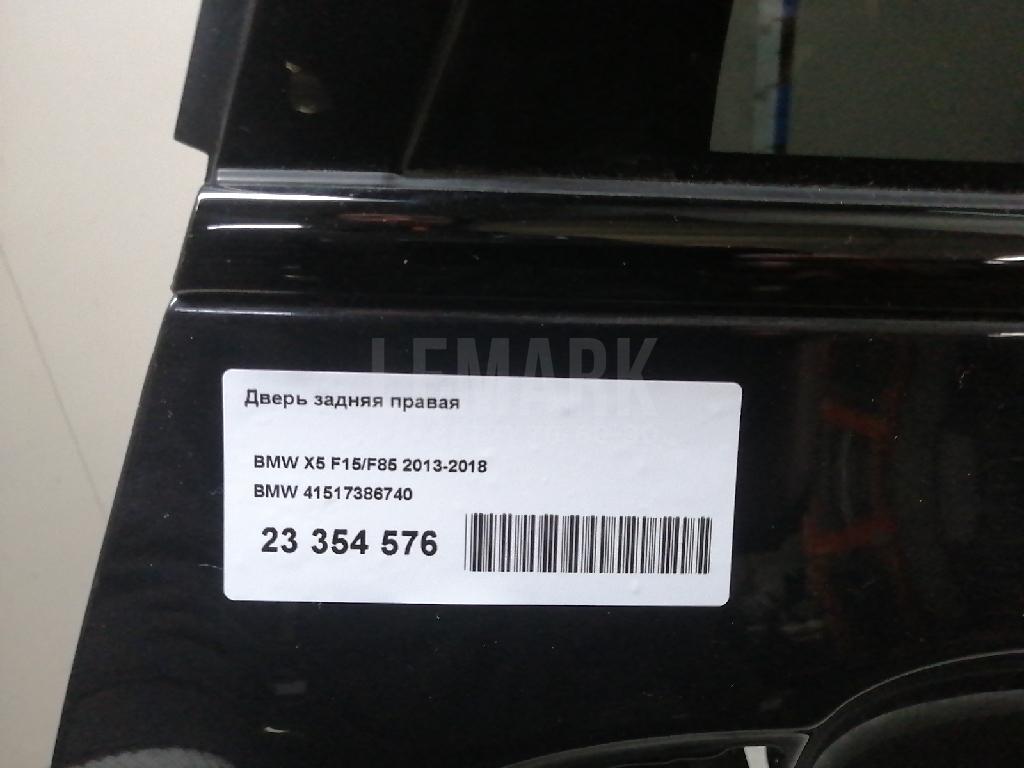 LEMARK
Дверь задняя правая
BMW X5 F15/F85 2013-2018
BMW 41517386740
23 354 576